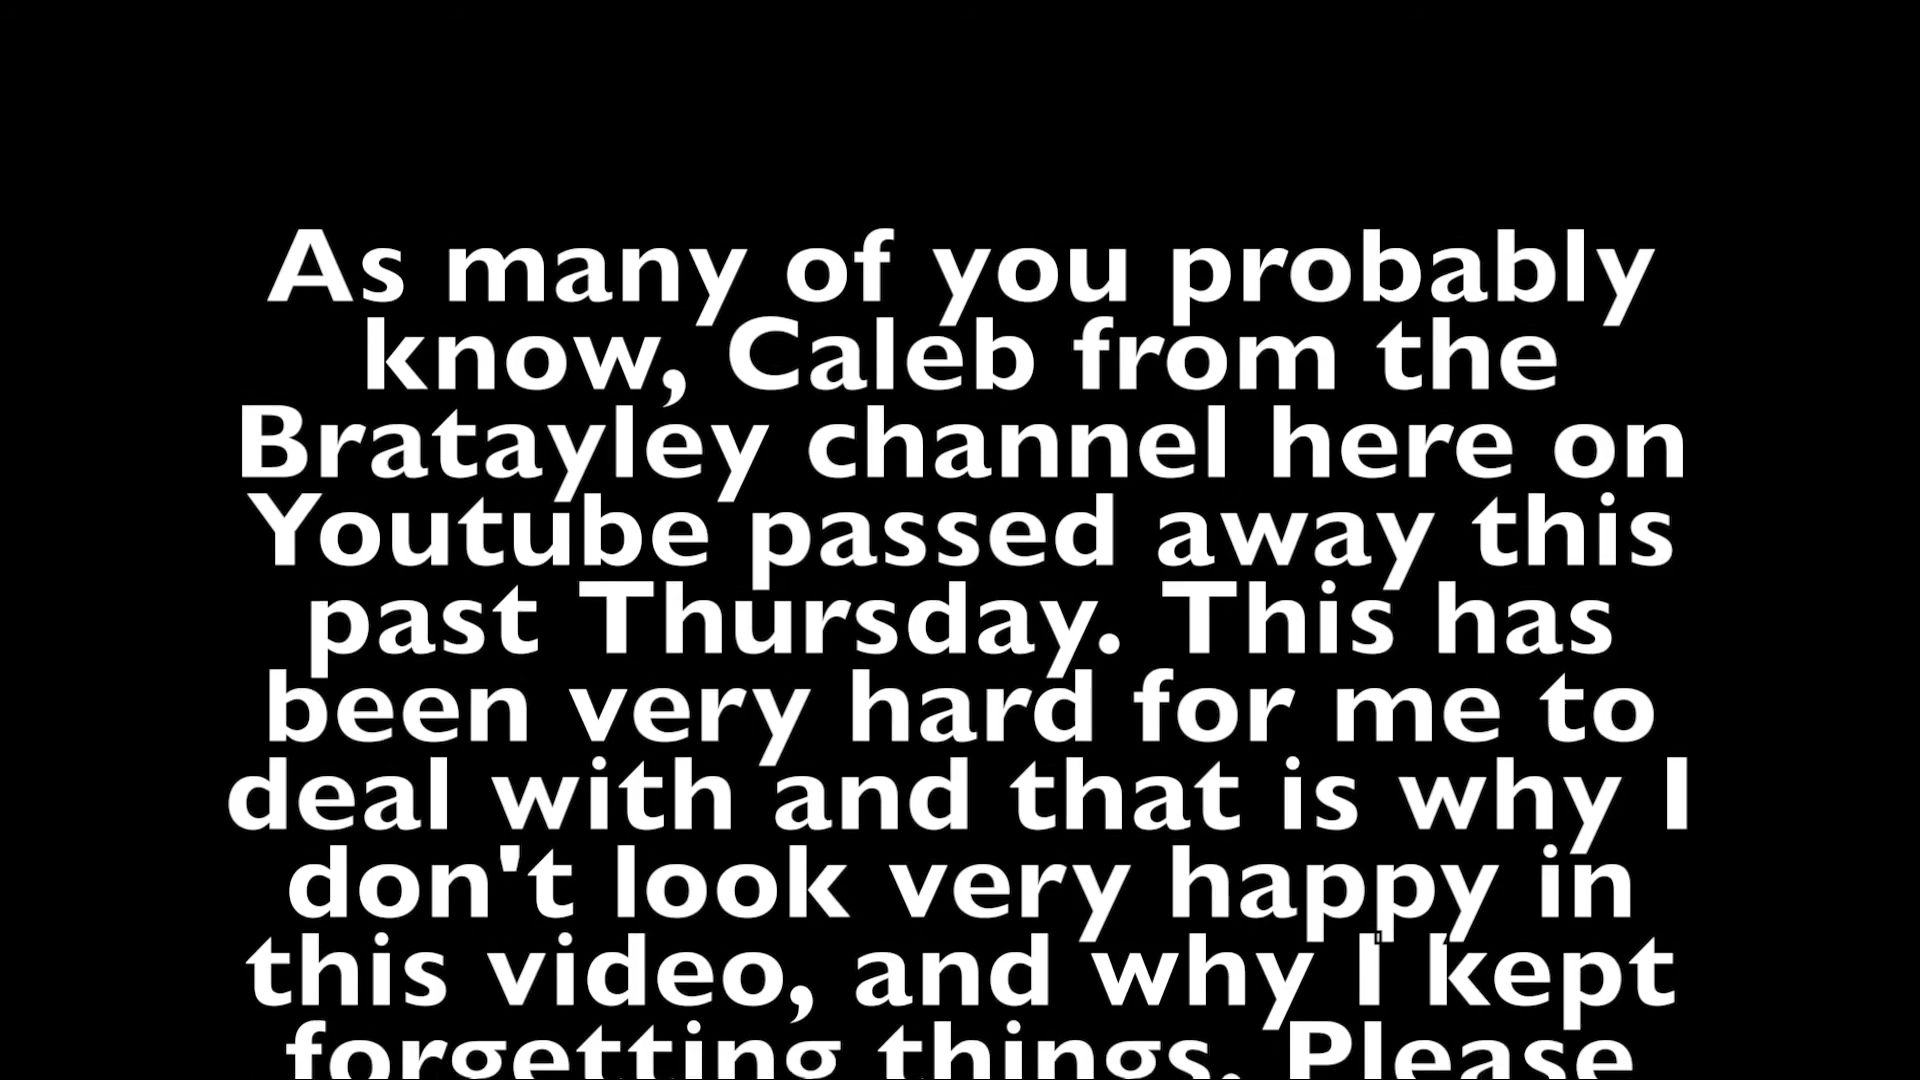 As many of you probably
know, Caleb from the
Bratayley channel here on
Youtube passed away this
past Thursday. This has
been very hard for me to
deal with and that is why I
don't look very happy in
this video, and why I kept
forgetting things. Please